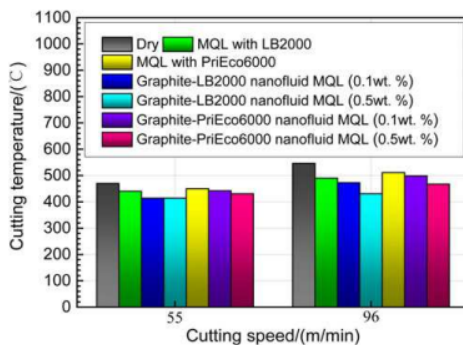 1100
1000
900
800
700
600
500
400
300
200
100
0
Cutting temperature/(℃)
Dry MQL with LB2000
MQL with PriEco6000
Graphite-LB2000 nanofluid MQL (0.1wt. %)
Graphite-LB2000 nanofluid MQL (0.5wt. %)
Graphite-PriEco6000 nanofluid MQL (0.1wt. %)
Graphite-PriEco6000 nanofluid MQL (0.5wt. %)
55 96
Cutting speed/(m/min)